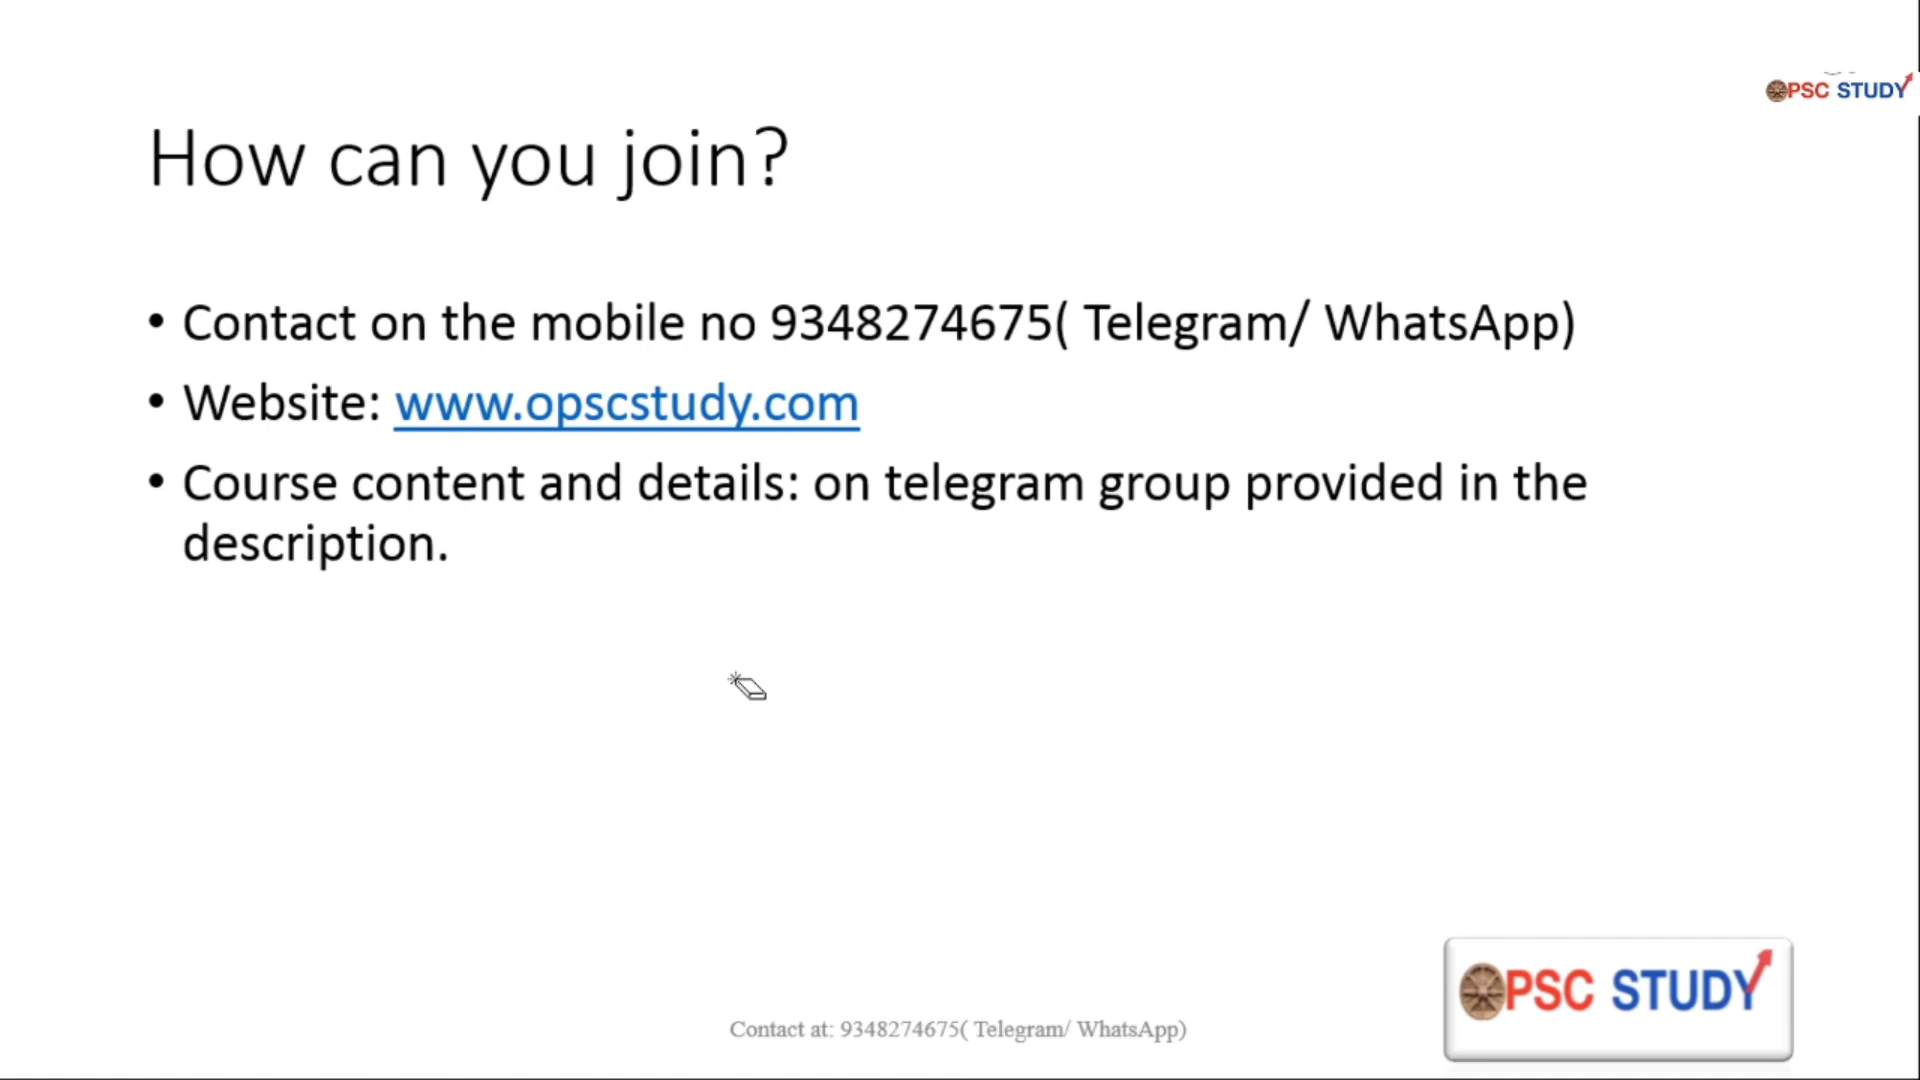 PSC STUDY
How can you join?
• Contact on the mobile no 9348274675( Telegram/ WhatsApp)
• Website: www.opscstudy.com
• Course content and details: on telegram group provided in the
description.
PSC STUDY
Contact at: 9348274675( Telegram/ WhatsApp)